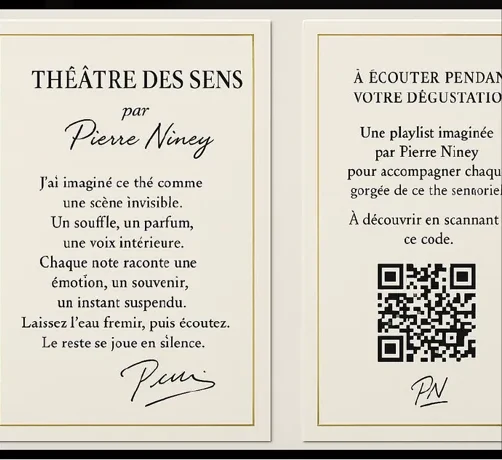 THÉÂTRE DES SENS
par
Pierre Niney
J'ai imaginé ce thé comme
une scène invisible.
Un souffle, un parfum,
une voix intérieure.
Chaque note raconte une
émotion, un souvenir,
un instant suspendu.
Laissez l'eau fremir, puis écoutez.
Le reste se joue en silence.
À ÉCOUTER PENDAN
VOTRE DÉGUSTATIO
Une playlist imaginée
par Pierre Niney
pour accompagner chaqu
gorgée de ce the sensoriel
À découvrir en scannant
ce code.
PN